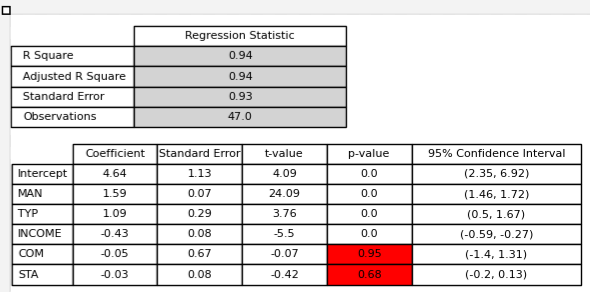 Regression Statistic
R Square 0.94
Adjusted R Square 0.94
Standard Error 0.93
Observations 47.0
Coefficient Standard Error t-value p-value 95% Confidence Interval
Intercept 4.64 1.13 4.09 0.0 (2.35, 6.92)
MAN 1.59 0.07 24.09 0.0 (1.46, 1.72)
TYP 1.09 0.29 3.76 0.0 (0.5, 1.67)
INCOME -0.43 0.08 -5.5 0.0 (-0.59, -0.27)
COM -0.05 0.67 -0.07 0.95 (-1.4, 1.31)
STA -0.03 0.08 -0.42 0.68 (-0.2, 0.13)